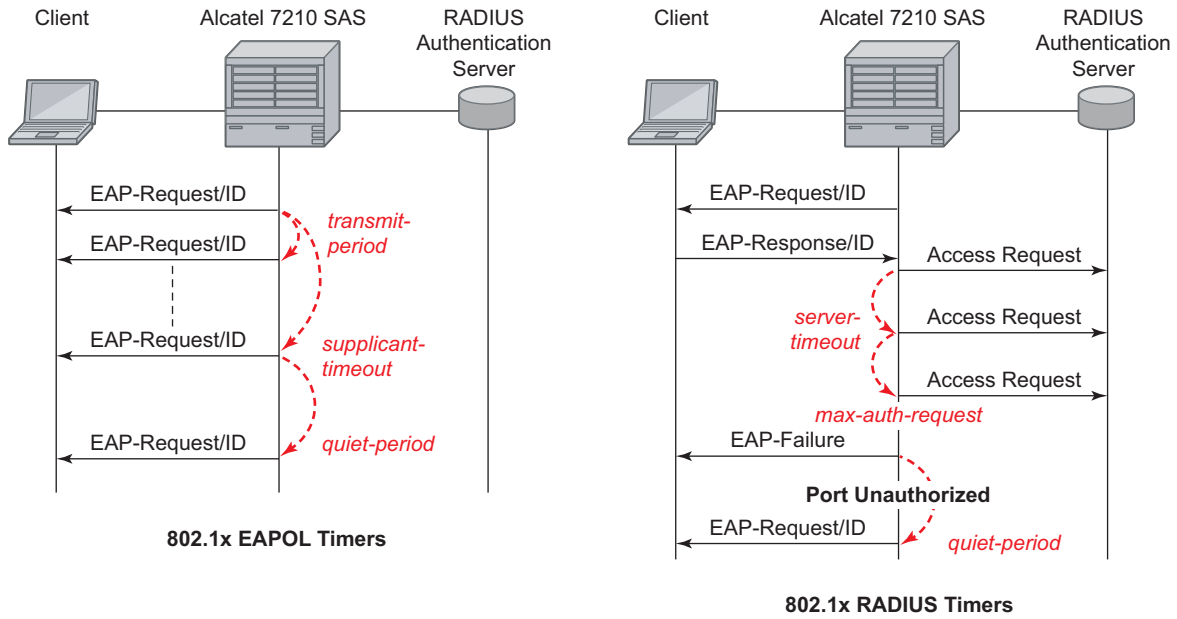 Client
Alcatel 7210 SAS
RADIUS
Authentication
Server
EAP-Request/ID
transmit-
period
EAP-Request/ID
EAP-Request/ID
supplicant-
timeout
EAP-Request/ID
quiet-period
802.1x EAPOL Timers
Client
Alcatel 7210 SAS
RADIUS
Authentication
Server
EAP-Request/ID
EAP-Response/ID
Access Request
server-
timeout
Access Request
Access Request
max-auth-request
EAP-Failure
Port Unauthorized
EAP-Request/ID
quiet-period
802.1x RADIUS Timers